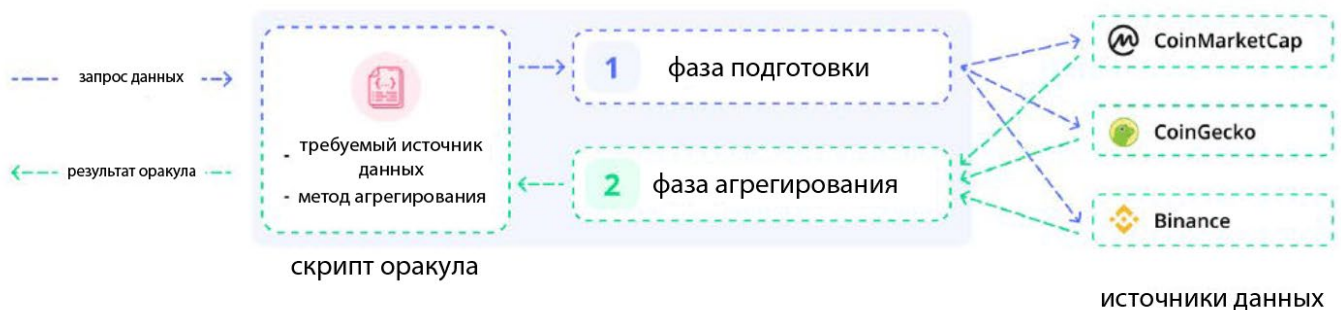 запрос данных
результат оракула
{...}
- требуемый источник
данных
- метод агрегирования
скрипт оракула
1 фаза подготовки
2 фаза агрегирования
CoinMarketCap
CoinGecko
Binance
источники данных